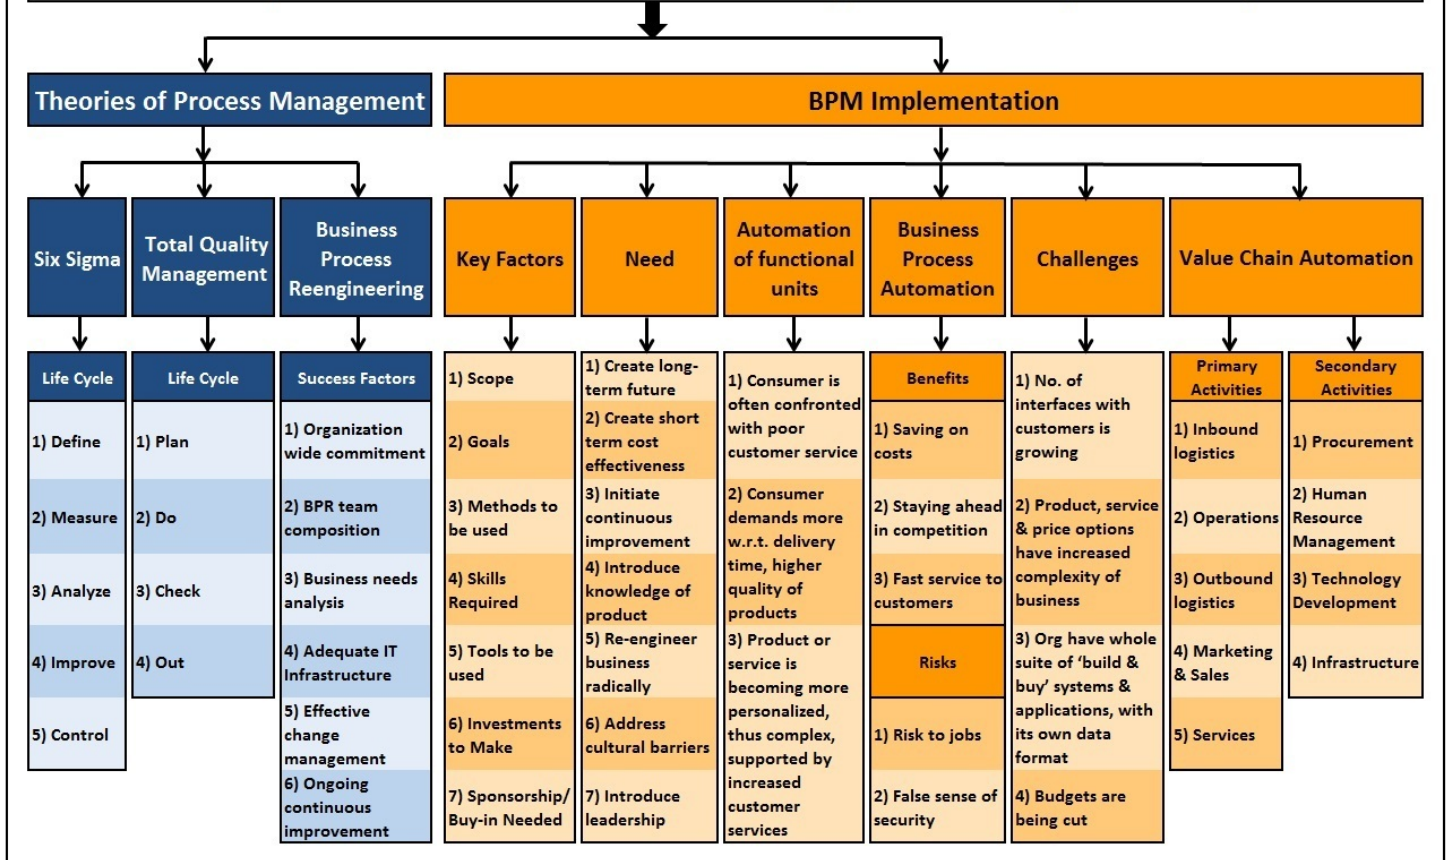 Theories of Process Management
BPM Implementation
Six Sigma
Total Quality
Management
Business
Process
Reengineering
Key Factors
Need
Automation
of functional
units
Business
Process
Automation
Challenges
Value Chain Automation
Life Cycle
1) Define
2) Measure
3) Analyze
4) Improve
5) Control
Life Cycle
1) Plan
2) Do
3) Check
4) Out
Success Factors
1) Organization
wide commitment
2) BPR team
composition
3) Business needs
analysis
4) Adequate IT
Infrastructure
5) Effective
change
management
6) Ongoing
continuous
improvement
1) Scope
2) Goals
3) Methods to
be used
4) Skills
Required
5) Tools to be
used
6) Investments
to Make
7) Sponsorship/
Buy-in Needed
1) Create long-
term future
2) Create short
term cost
effectiveness
3) Initiate
continuous
improvement
4) Introduce
knowledge of
product
5) Re-engineer
business
radically
6) Address
cultural barriers
7) Introduce
leadership
1) Consumer is
often confronted
with poor
customer service
2) Consumer
demands more
w.r.t. delivery
time, higher
quality of
products
3) Product or
service is
becoming more
personalized,
thus complex,
supported by
increased
customer
services
Benefits
1) Saving on
costs
2) Staying ahead
in competition
3) Fast service to
customers
Risks
1) Risk to jobs
2) False sense of
security
1) No. of
interfaces with
customers is
growing
2) Product, service
& price options
have increased
complexity of
business
3) Org have whole
suite of ‘build &
buy’ systems &
applications, with
its own data
format
4) Budgets are
being cut
Primary
Activities
1) Inbound
logistics
2) Operations
3) Outbound
logistics
4) Marketing
& Sales
5) Services
Secondary
Activities
1) Procurement
2) Human
Resource
Management
3) Technology
Development
4) Infrastructure